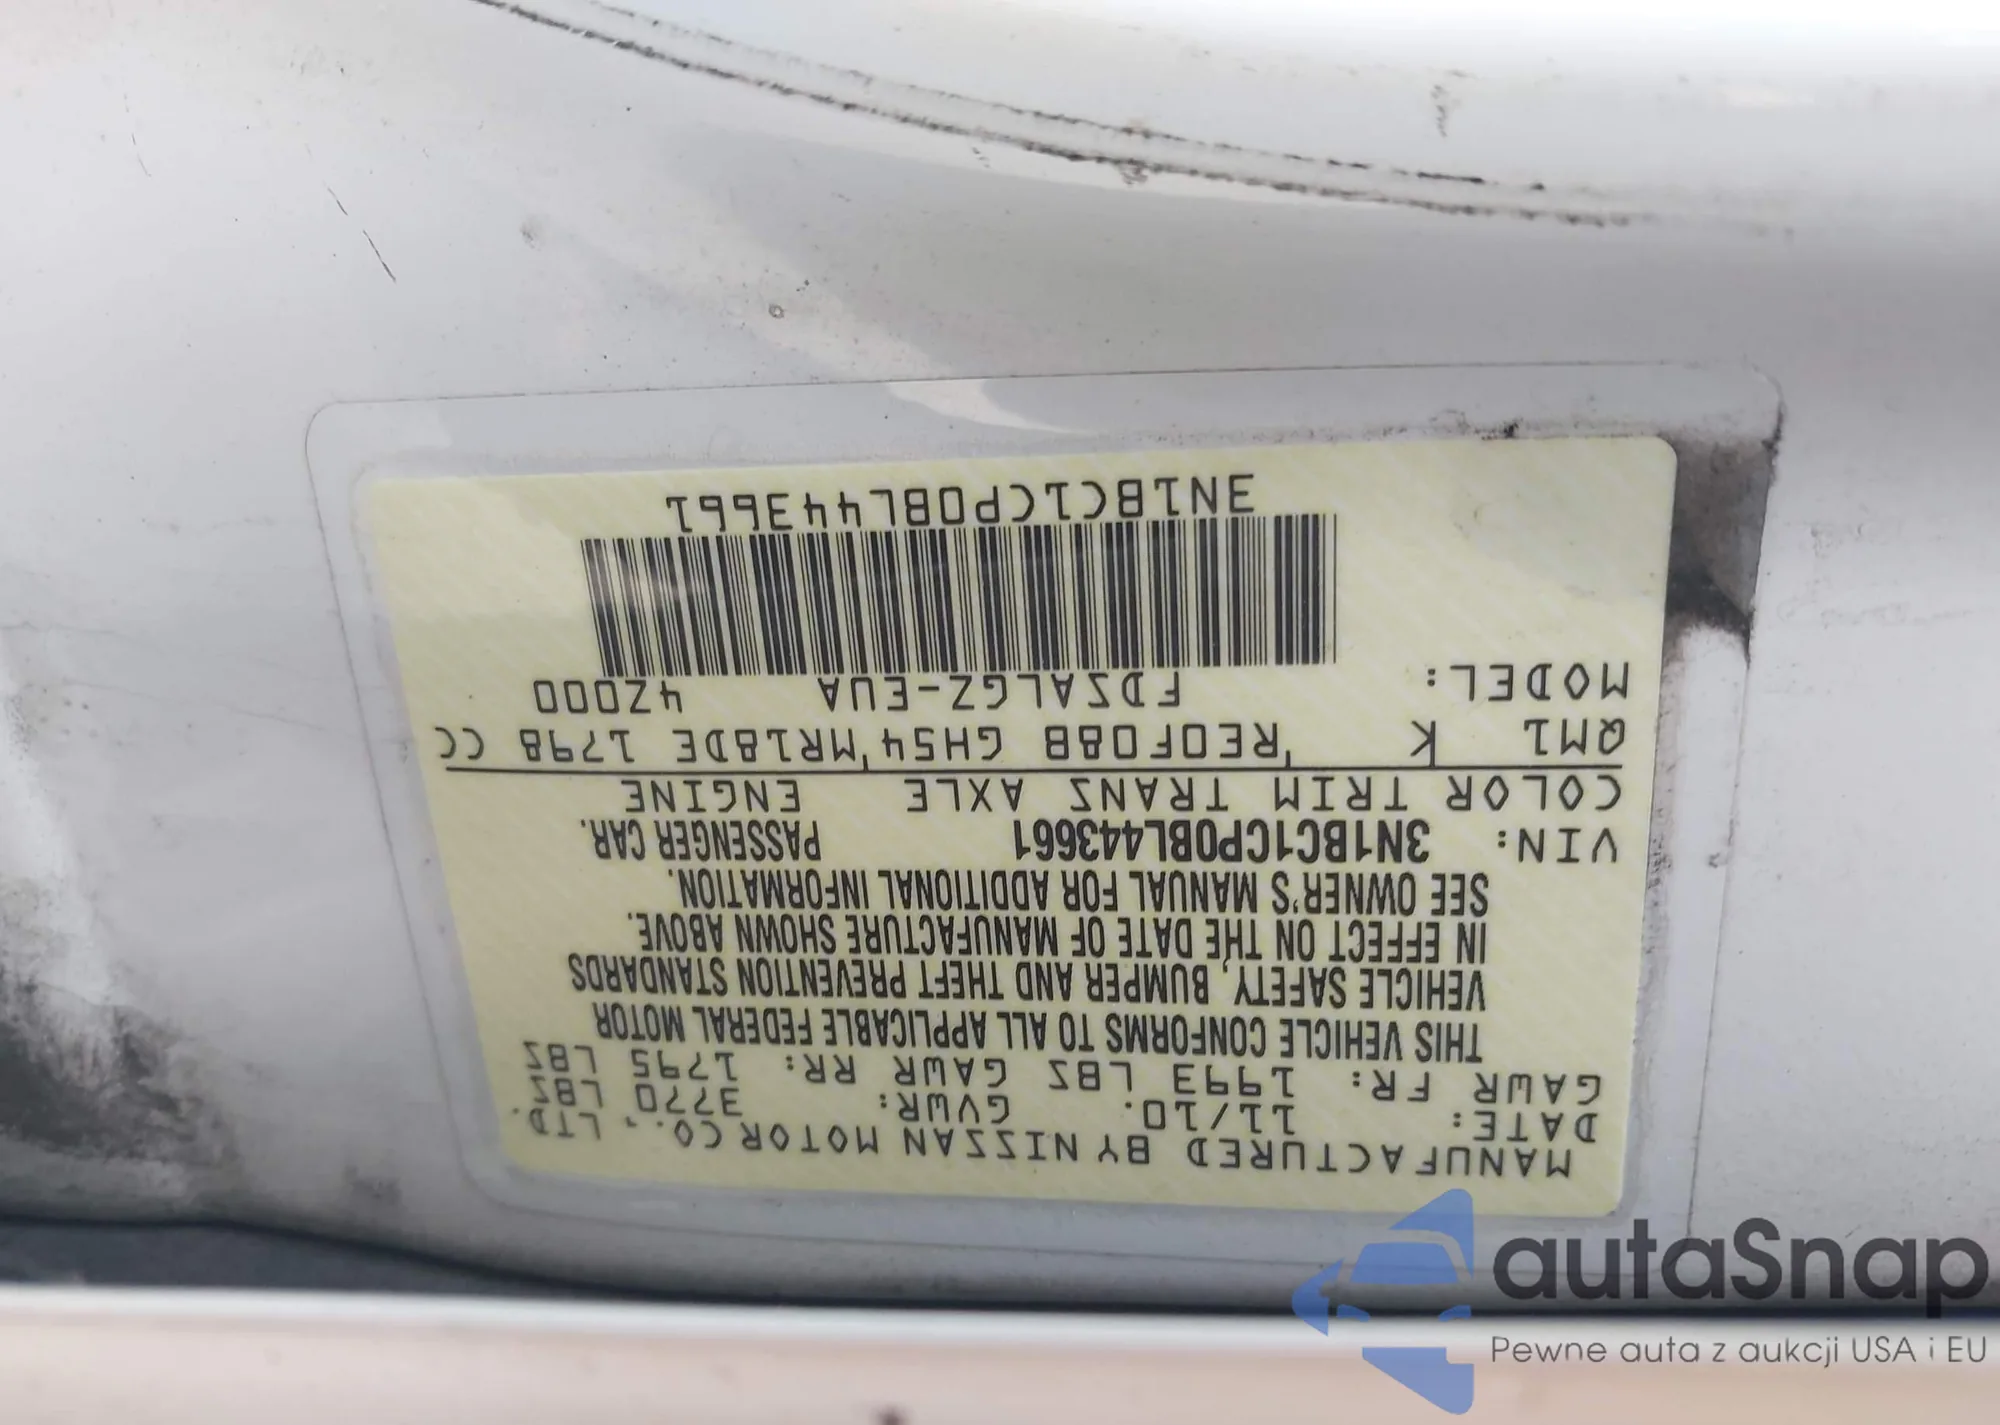 MANUFACTURED BY NISSAN MOTOR CO., LTD.
DATE: 11/10. GVWR: 3770 LBS
GAWR FR: 1993 LBS GAWR RR: 1795 LBS
THIS VEHICLE CONFORMS TO ALL APPLICABLE FEDERAL MOTOR
VEHICLE SAFETY, BUMPER AND THEFT PREVENTION STANDARDS
IN EFFECT ON THE DATE OF MANUFACTURE SHOWN ABOVE.
SEE OWNER'S MANUAL FOR ADDITIONAL INFORMATION.
VIN: 3N1BC1CP0BL443661 PASSENGER CAR.
COLOR TRIM TRANS AXLE ENGINE
QM1 K 'RE0F08B GH54'MR18DE 1798 CC
MODEL: FDSALGZ-EUA 4Z000
3N1BC1CP0BL443661
autaSnap
Pewne auta z aukcji USA i EU